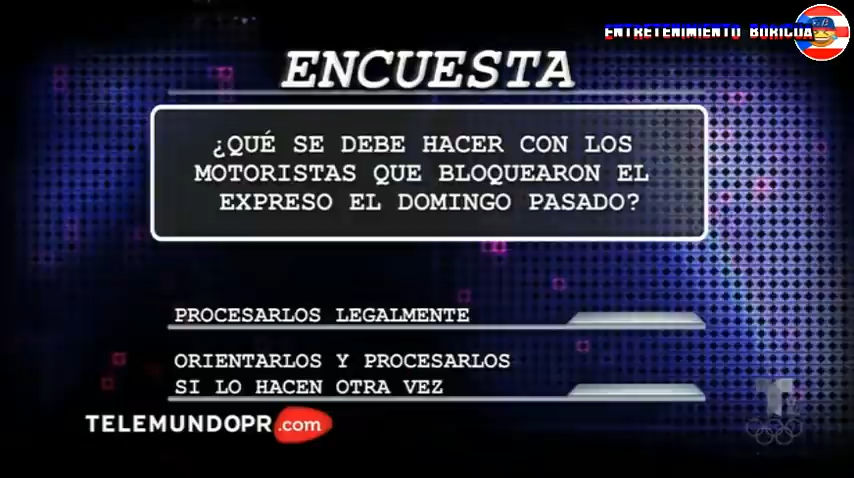 ENTRETENIMIENTO BORICUA
ENCUESTA
¿QUÉ SE DEBE HACER CON LOS
MOTORISTAS QUE BLOQUEARON EL
EXPRESO EL DOMINGO PASADO?
PROCESARLOS LEGALMENTE
ORIENTARLOS Y PROCESARLOS
SI LO HACEN OTRA VEZ
TELEMUNDOPR.com